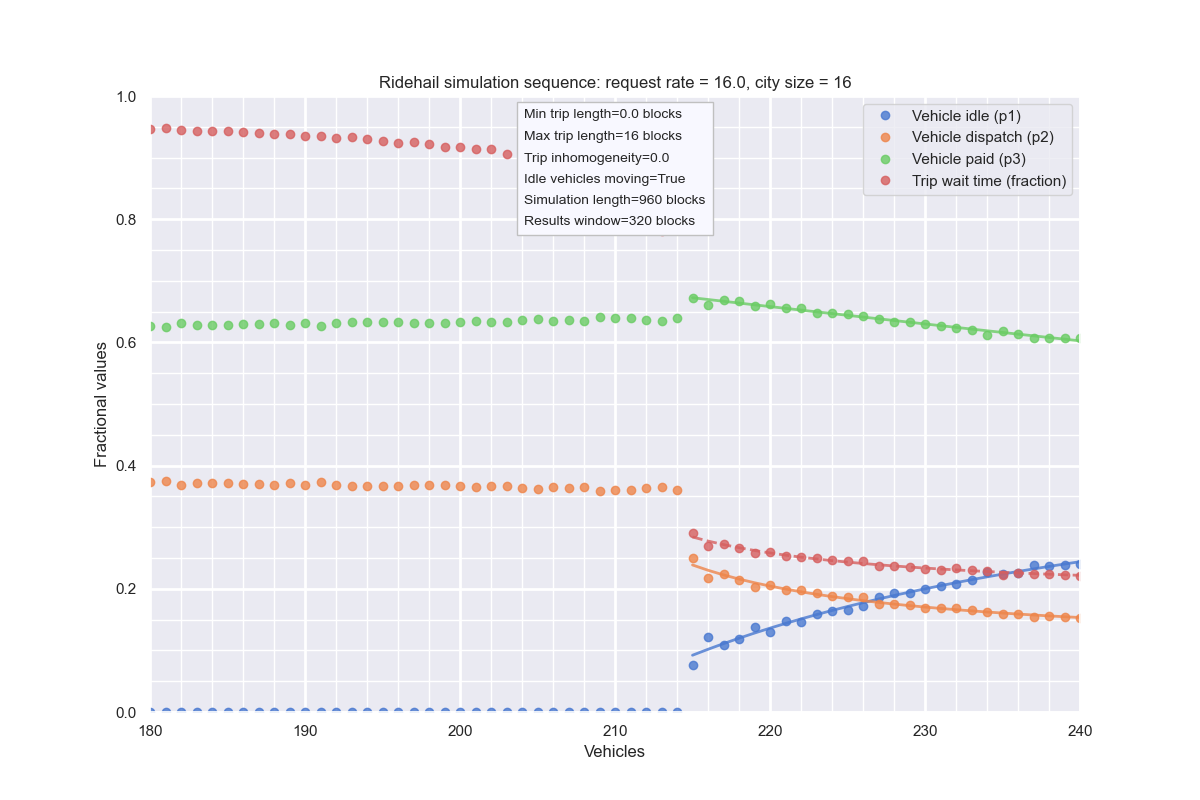 Ridehail simulation sequence: request rate = 16.0, city size = 16
Min trip length=0.0 blocks
Max trip length=16 blocks
Trip inhomogeneity=0.0
Idle vehicles moving=True
Simulation length=960 blocks
Results window=320 blocks
Vehicle idle (p1)
Vehicle dispatch (p2)
Vehicle paid (p3)
Trip wait time (fraction)
1.0
0.8
0.6
0.4
0.2
0.0
Fractional values
180 190 200 210 220 230 240
Vehicles